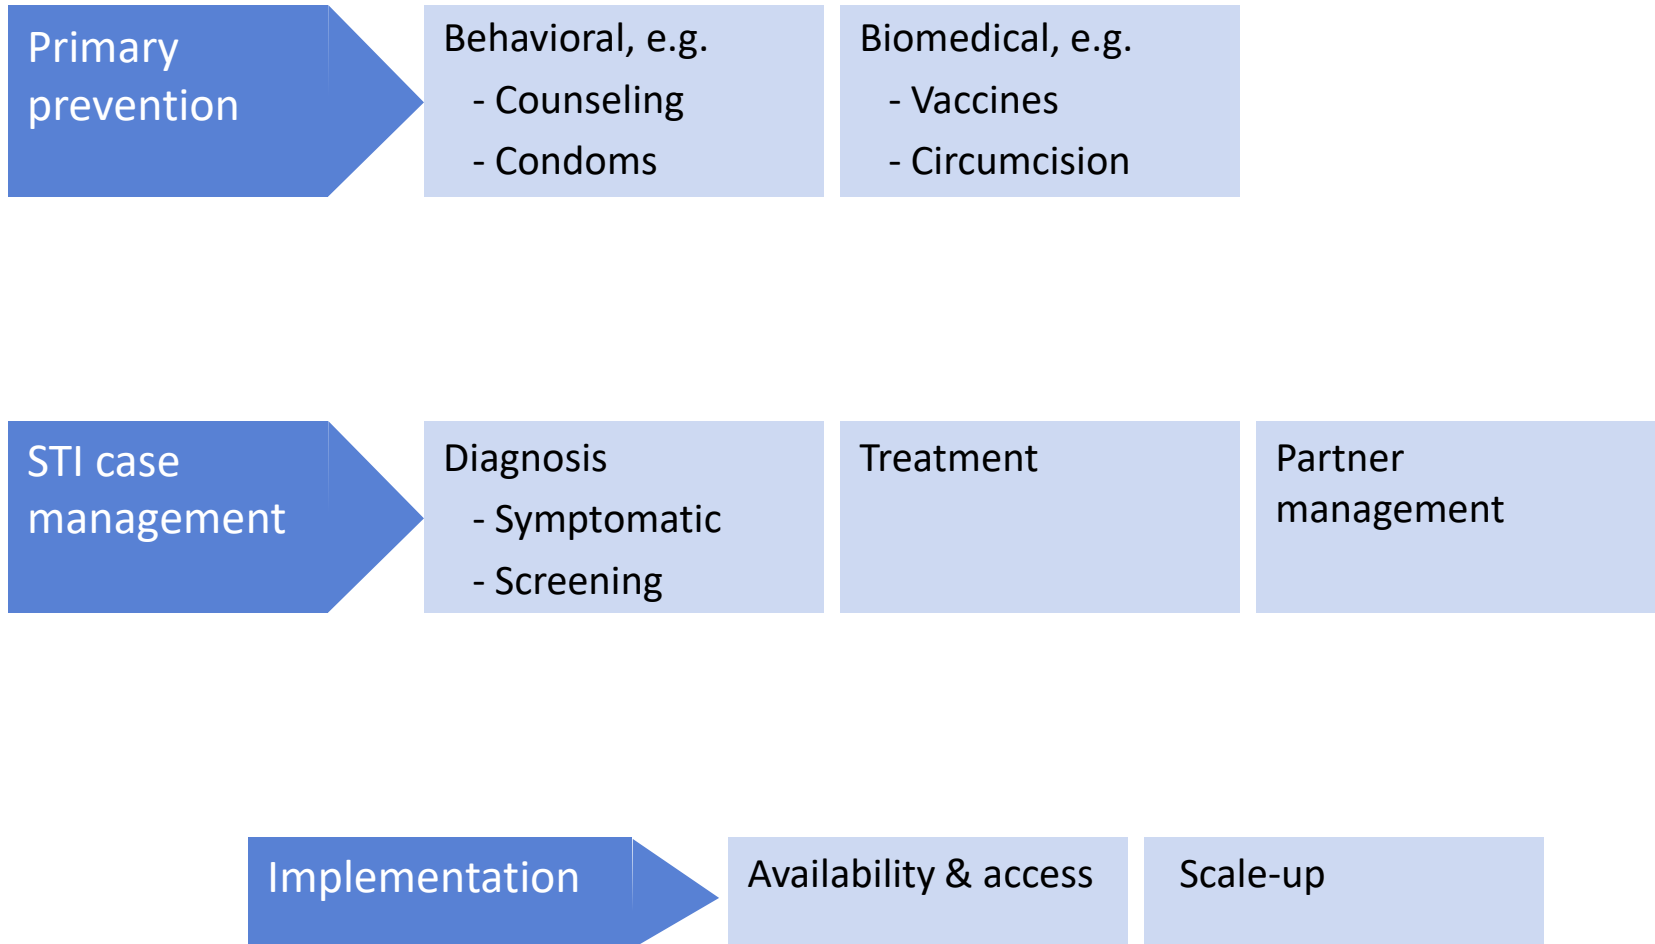 Primary
prevention
Behavioral, e.g.
- Counseling
- Condoms
Biomedical, e.g.
- Vaccines
- Circumcision
STI case
management
Diagnosis
- Symptomatic
- Screening
Treatment
Partner
management
Implementation
Availability & access
Scale-up